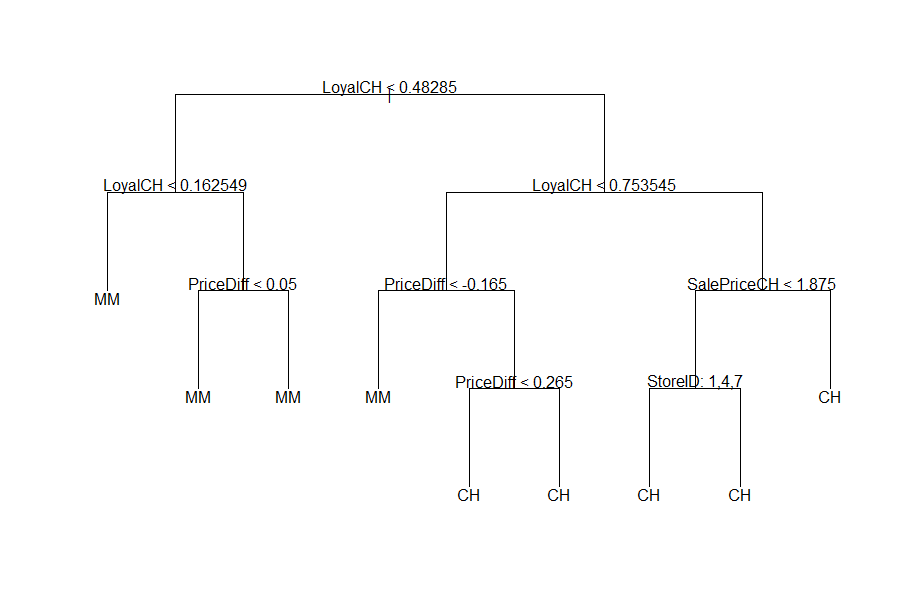 LoyalCH < 0.48285
LoyalCH < 0.162549
LoyalCH < 0.753545
MM
PriceDiff < 0.05
PriceDiff < -0.165
SalePriceCH < 1.875
MM
MM
MM
PriceDiff < 0.265
StoreID: 1,4,7
CH
CH
CH
CH
CH